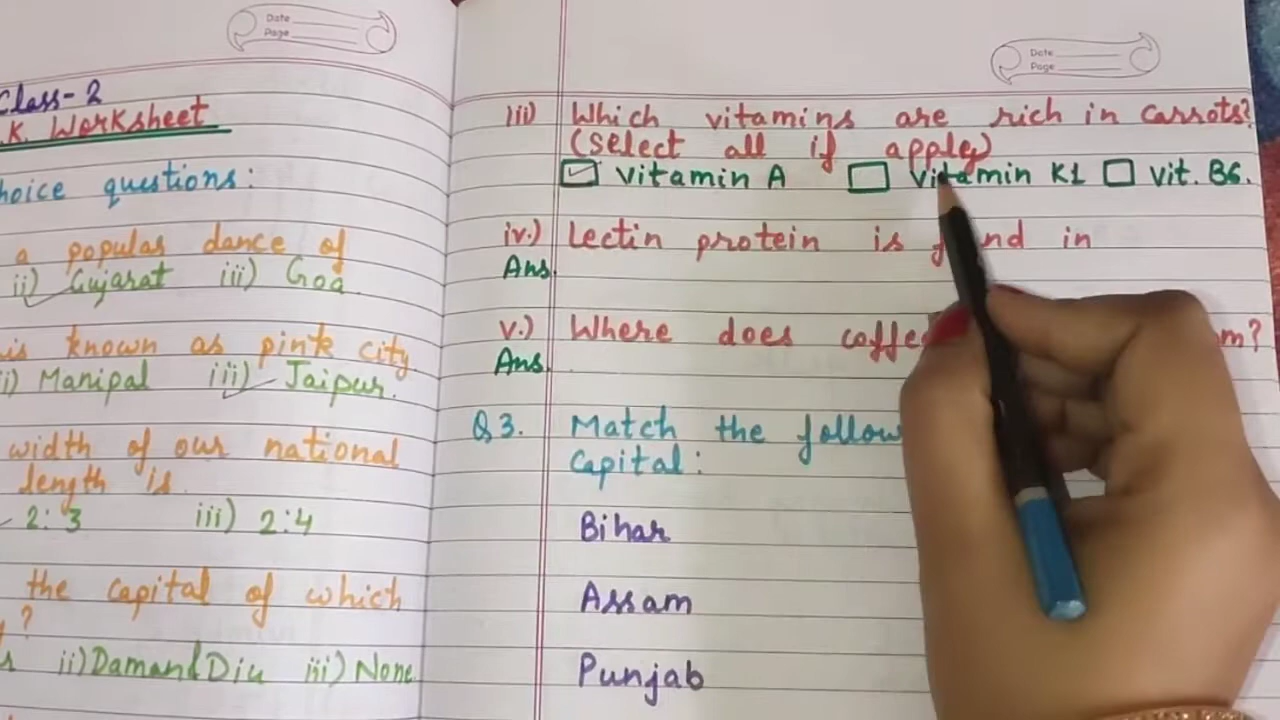 Date
Page
Class-2
K. Worksheet
hoice questions:
a popular dance of
ii) Gujarat iii) Goa
is known as pink city
i) Manipal iii) Jaipur.
width of our national
length is
2:3 iii) 2:4
the capital of which
?
ii) Daman & Diu iii) None
Date
Page
iii) Which vitamins are rich in carrots?
(select all if apply)
vitamin A vitamin K1 vit. B6.
iv.) Lectin protein is in
Ans.
v.) Where does
Ans.
Q3. Match the
Capital:
Bihar
Assam
Punjab